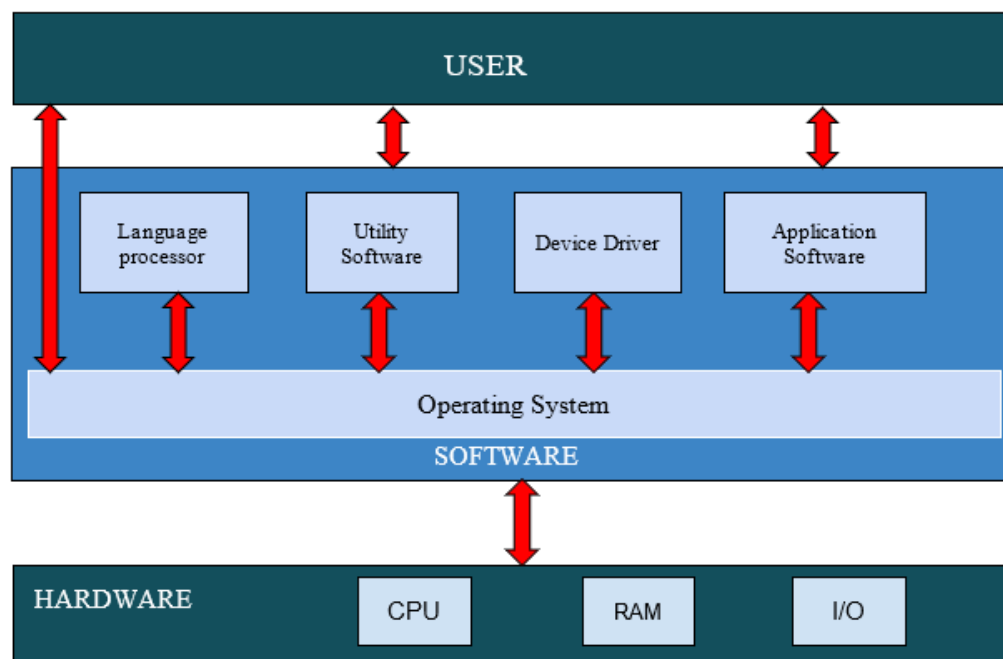 USER
Language
processor
Utility
Software
Device Driver
Application
Software
Operating System
SOFTWARE
HARDWARE
CPU
RAM
I/O